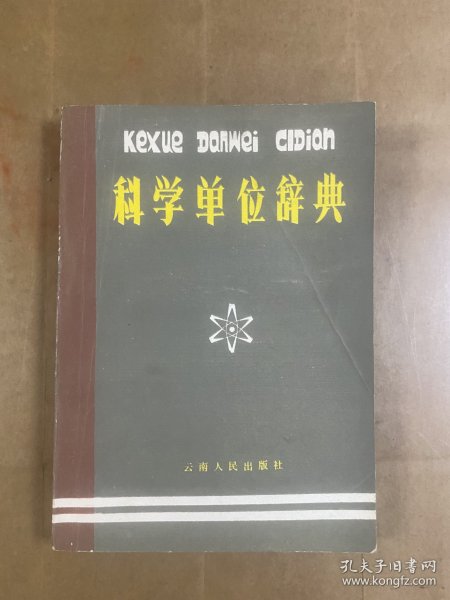 Kexue Danwei Cidian
科学单位辞典
云南人民出版社
孔夫子旧书网
www.kongfz.com